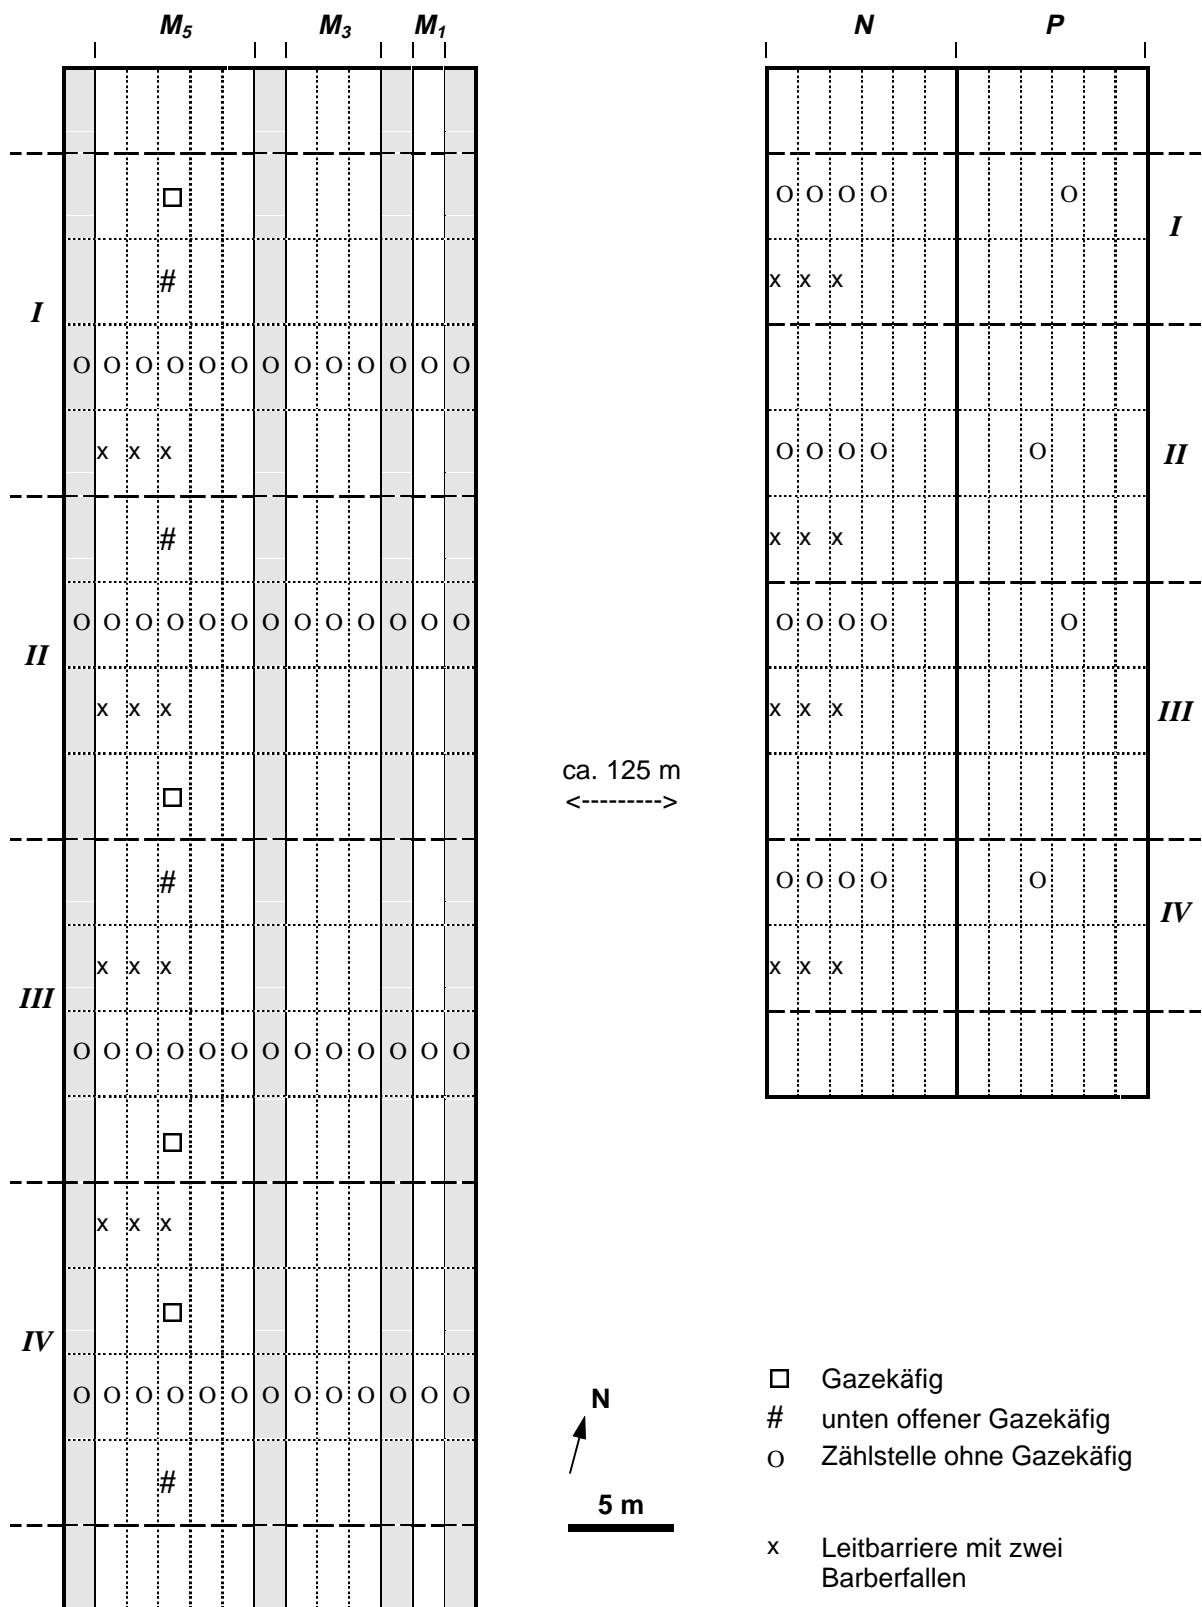 M₅ M₃ M₁ N P
□ O O O O O I
# x x x
I
O O O O O O O O O O O O O
x x x O O O O O II
# x x x
O O O O O O O O O O O O O O O O O O
II
x x x x x x III
ca. 125 m
□ <--------->
# O O O O O IV
x x x x x x
III
O O O O O O O O O O O O O
□
x x x
□
IV
□ Gazekäfig
O O O O O O O O O O O O O N # unten offener Gazekäfig
O Zählstelle ohne Gazekäfig
# 5 m
x Leitbarriere mit zwei
Barberfallen